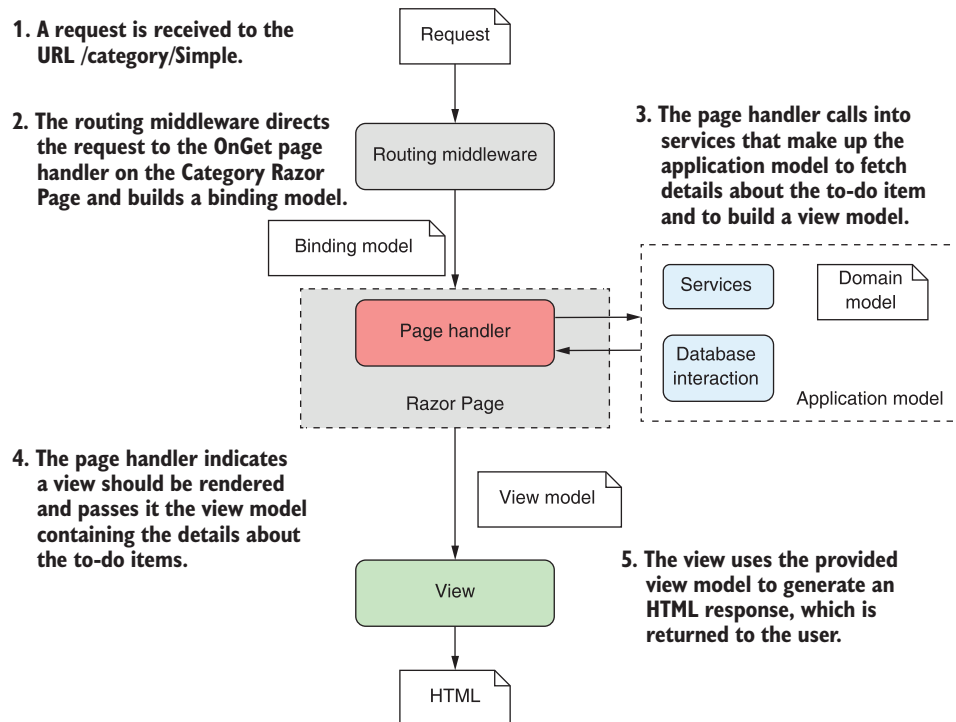 1. A request is received to the
URL /category/Simple.
Request
2. The routing middleware directs
the request to the OnGet page
handler on the Category Razor
Page and builds a binding model.
Routing middleware
3. The page handler calls into
services that make up the
application model to fetch
details about the to-do item
and to build a view model.
Binding model
Page handler
Razor Page
Services
Domain
model
Database
interaction
Application model
4. The page handler indicates
a view should be rendered
and passes it the view model
containing the details about
the to-do items.
View model
View
5. The view uses the provided
view model to generate an
HTML response, which is
returned to the user.
HTML